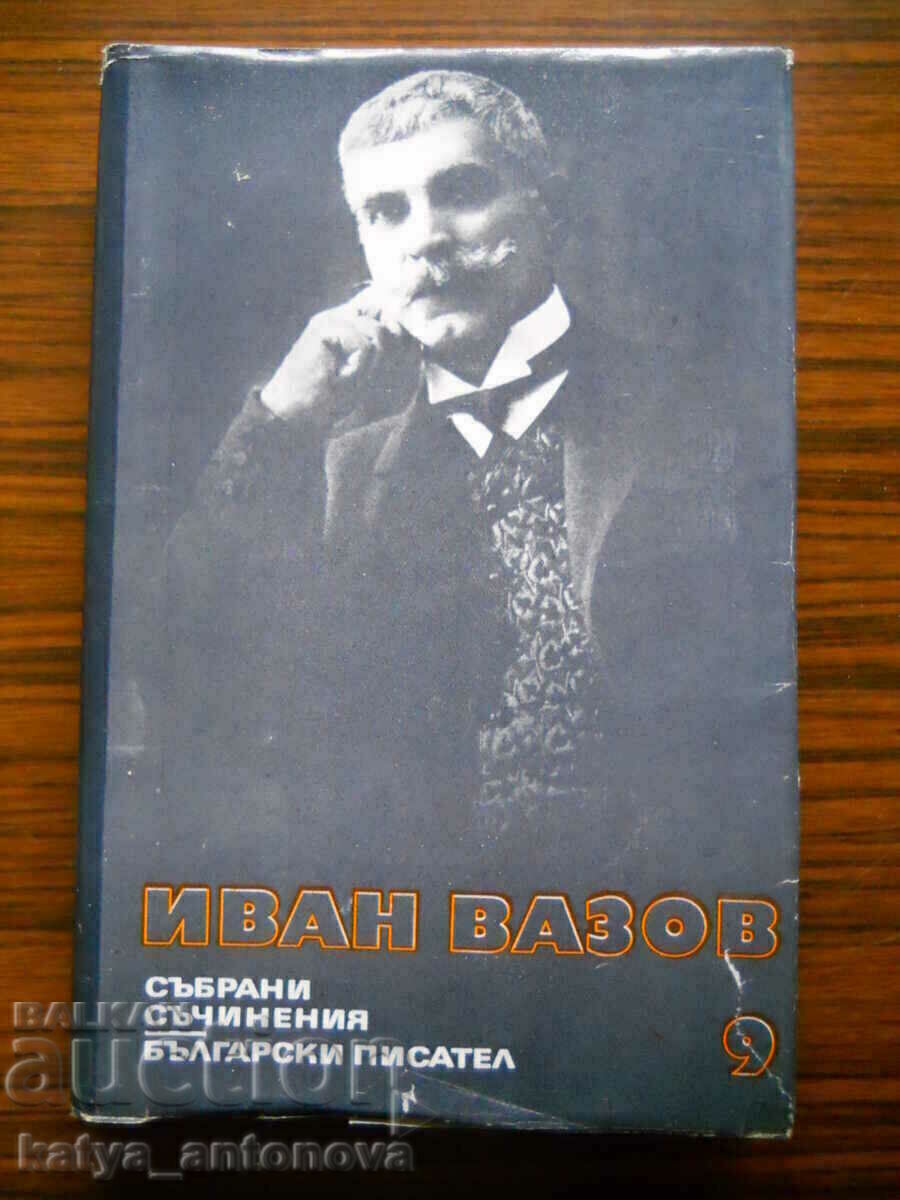 ИВАН ВАЗОВ
СЪБРАНИ
СЪЧИНЕНИЯ
БЪЛГАРСКИ ПИСАТЕЛ
9
BALKAN
auction
katya_antonova